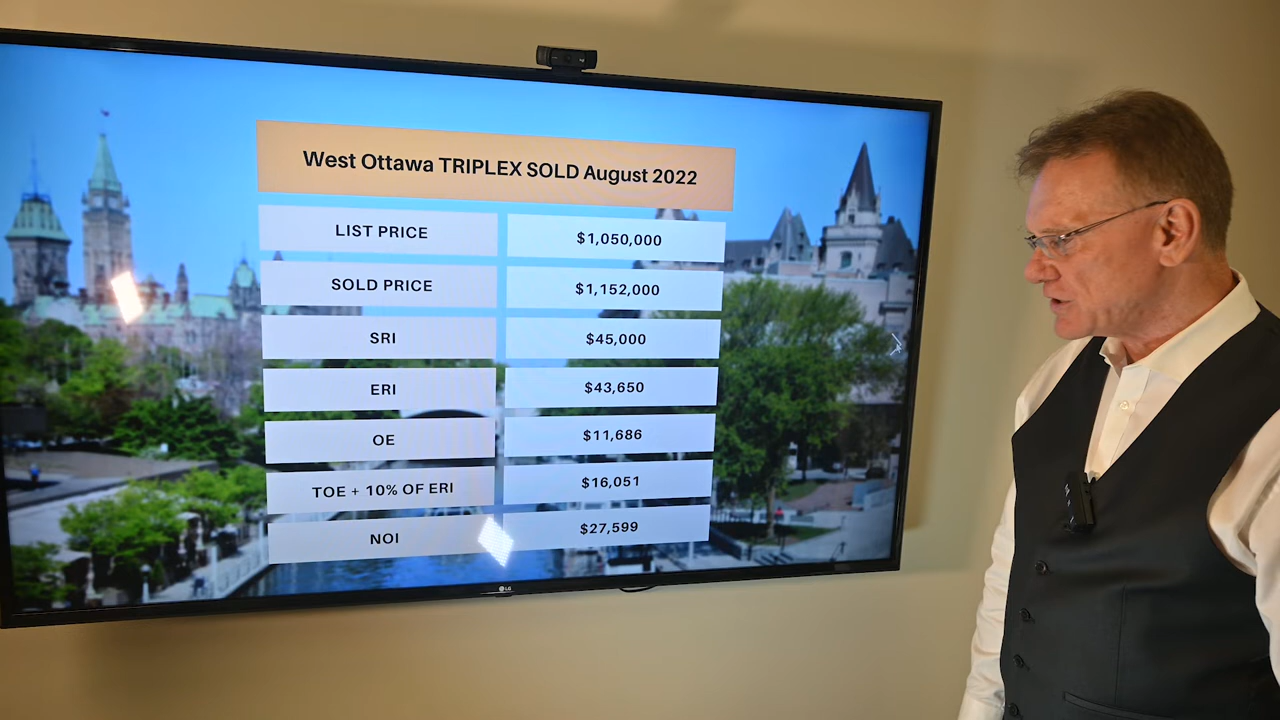 West Ottawa TRIPLEX SOLD August 2022
LIST PRICE $1,050,000
SOLD PRICE $1,152,000
SRI $45,000
ERI $43,650
OE $11,686
TOE + 10% OF ERI $16,051
NOI $27,599
LG